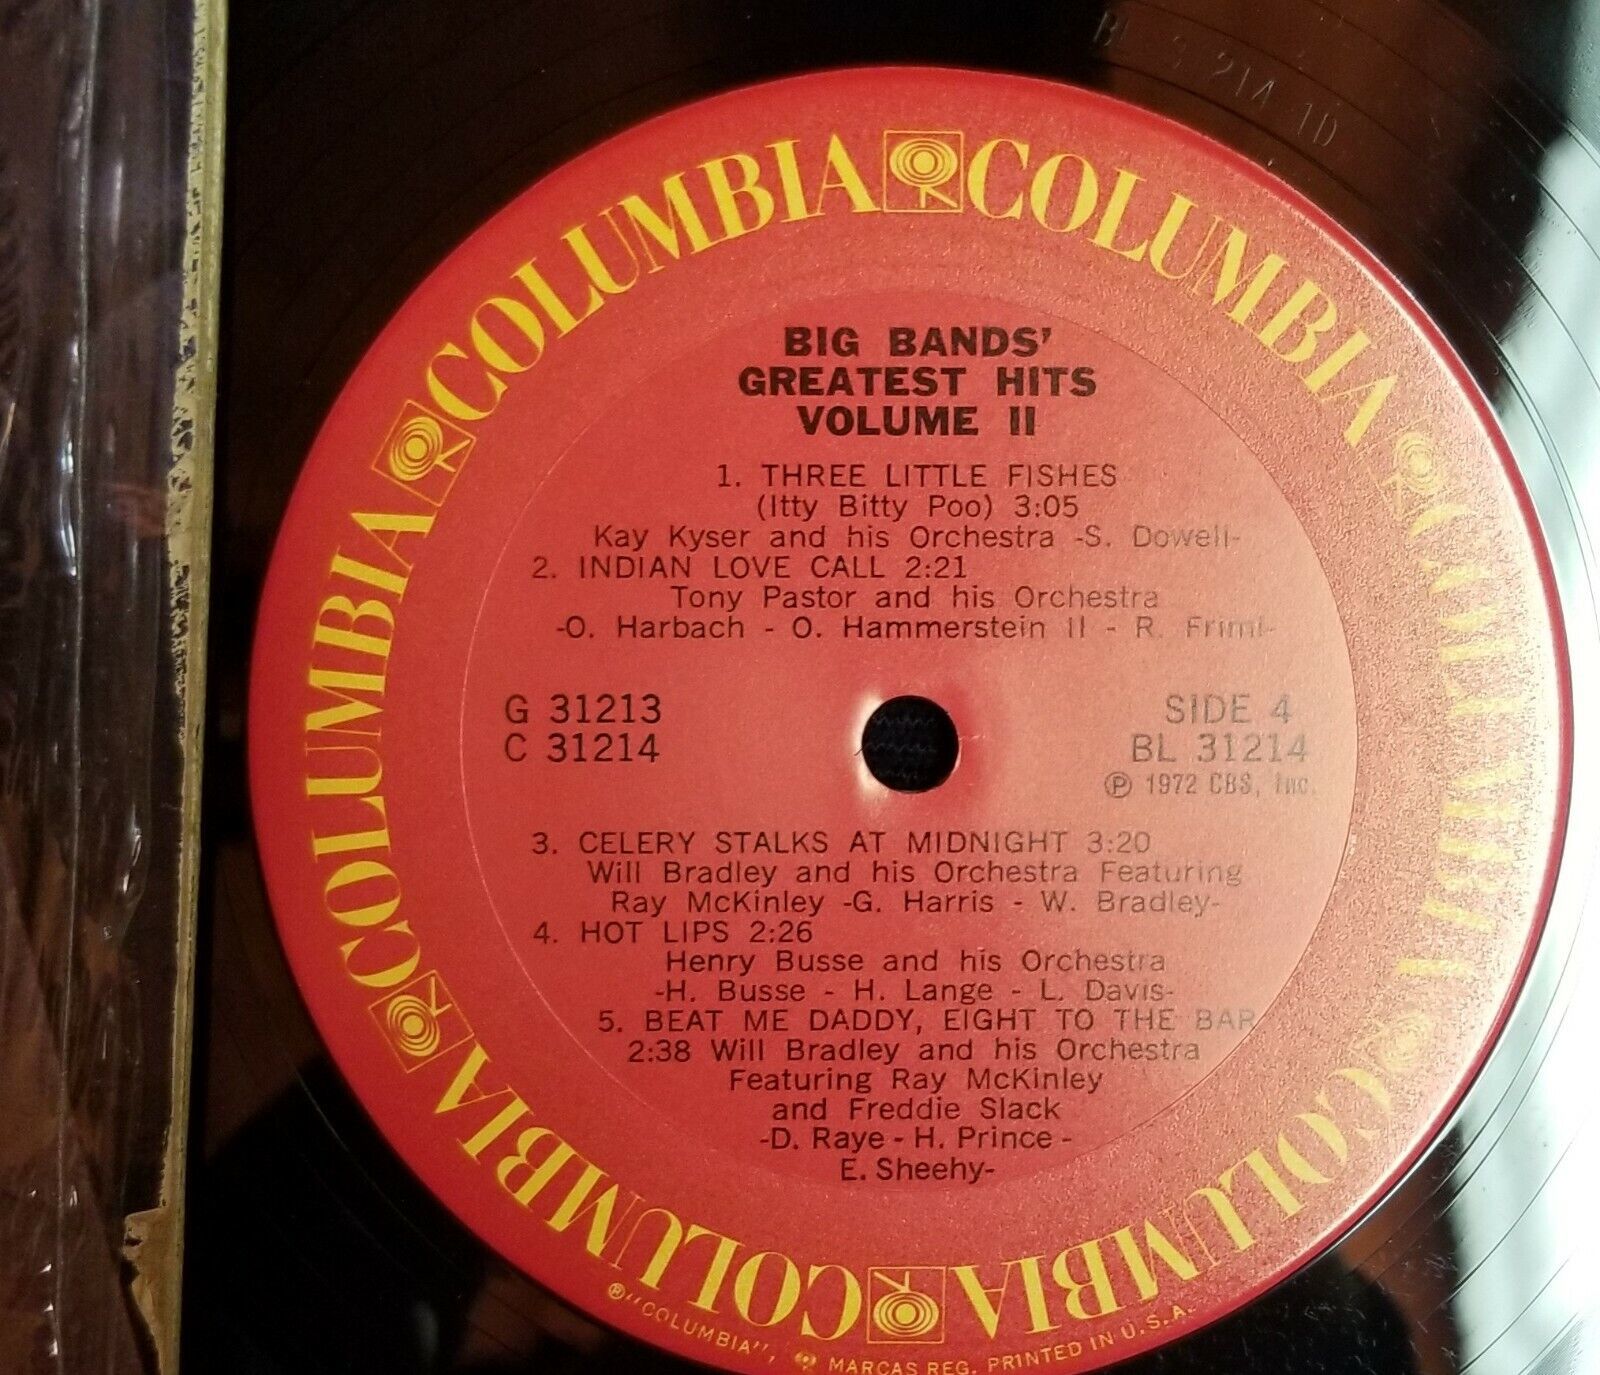 COLUMBIA COLUMBIA COLUMBIA COLUMBIA COLUMBIA COLUMBIA
BIG BANDS'
GREATEST HITS
VOLUME II
1. THREE LITTLE FISHES
(Itty Bitty Poo) 3:05
Kay Kyser and his Orchestra -S. Dowell-
2. INDIAN LOVE CALL 2:21
Tony Pastor and his Orchestra
-O. Harbach - O. Hammerstein II - R. Friml-
G 31213
C 31214
SIDE 4
BL 31214
Ⓟ 1972 CBS, Inc.
3. CELERY STALKS AT MIDNIGHT 3:20
Will Bradley and his Orchestra Featuring
Ray McKinley -G. Harris - W. Bradley-
4. HOT LIPS 2:26
Henry Busse and his Orchestra
-H. Busse - H. Lange - L. Davis-
5. BEAT ME DADDY, EIGHT TO THE BAR
2:38 Will Bradley and his Orchestra
Featuring Ray McKinley
and Freddie Slack
-D. Raye - H. Prince -
E. Sheehy-
®"COLUMBIA", MARCAS REG. PRINTED IN U.S.A.